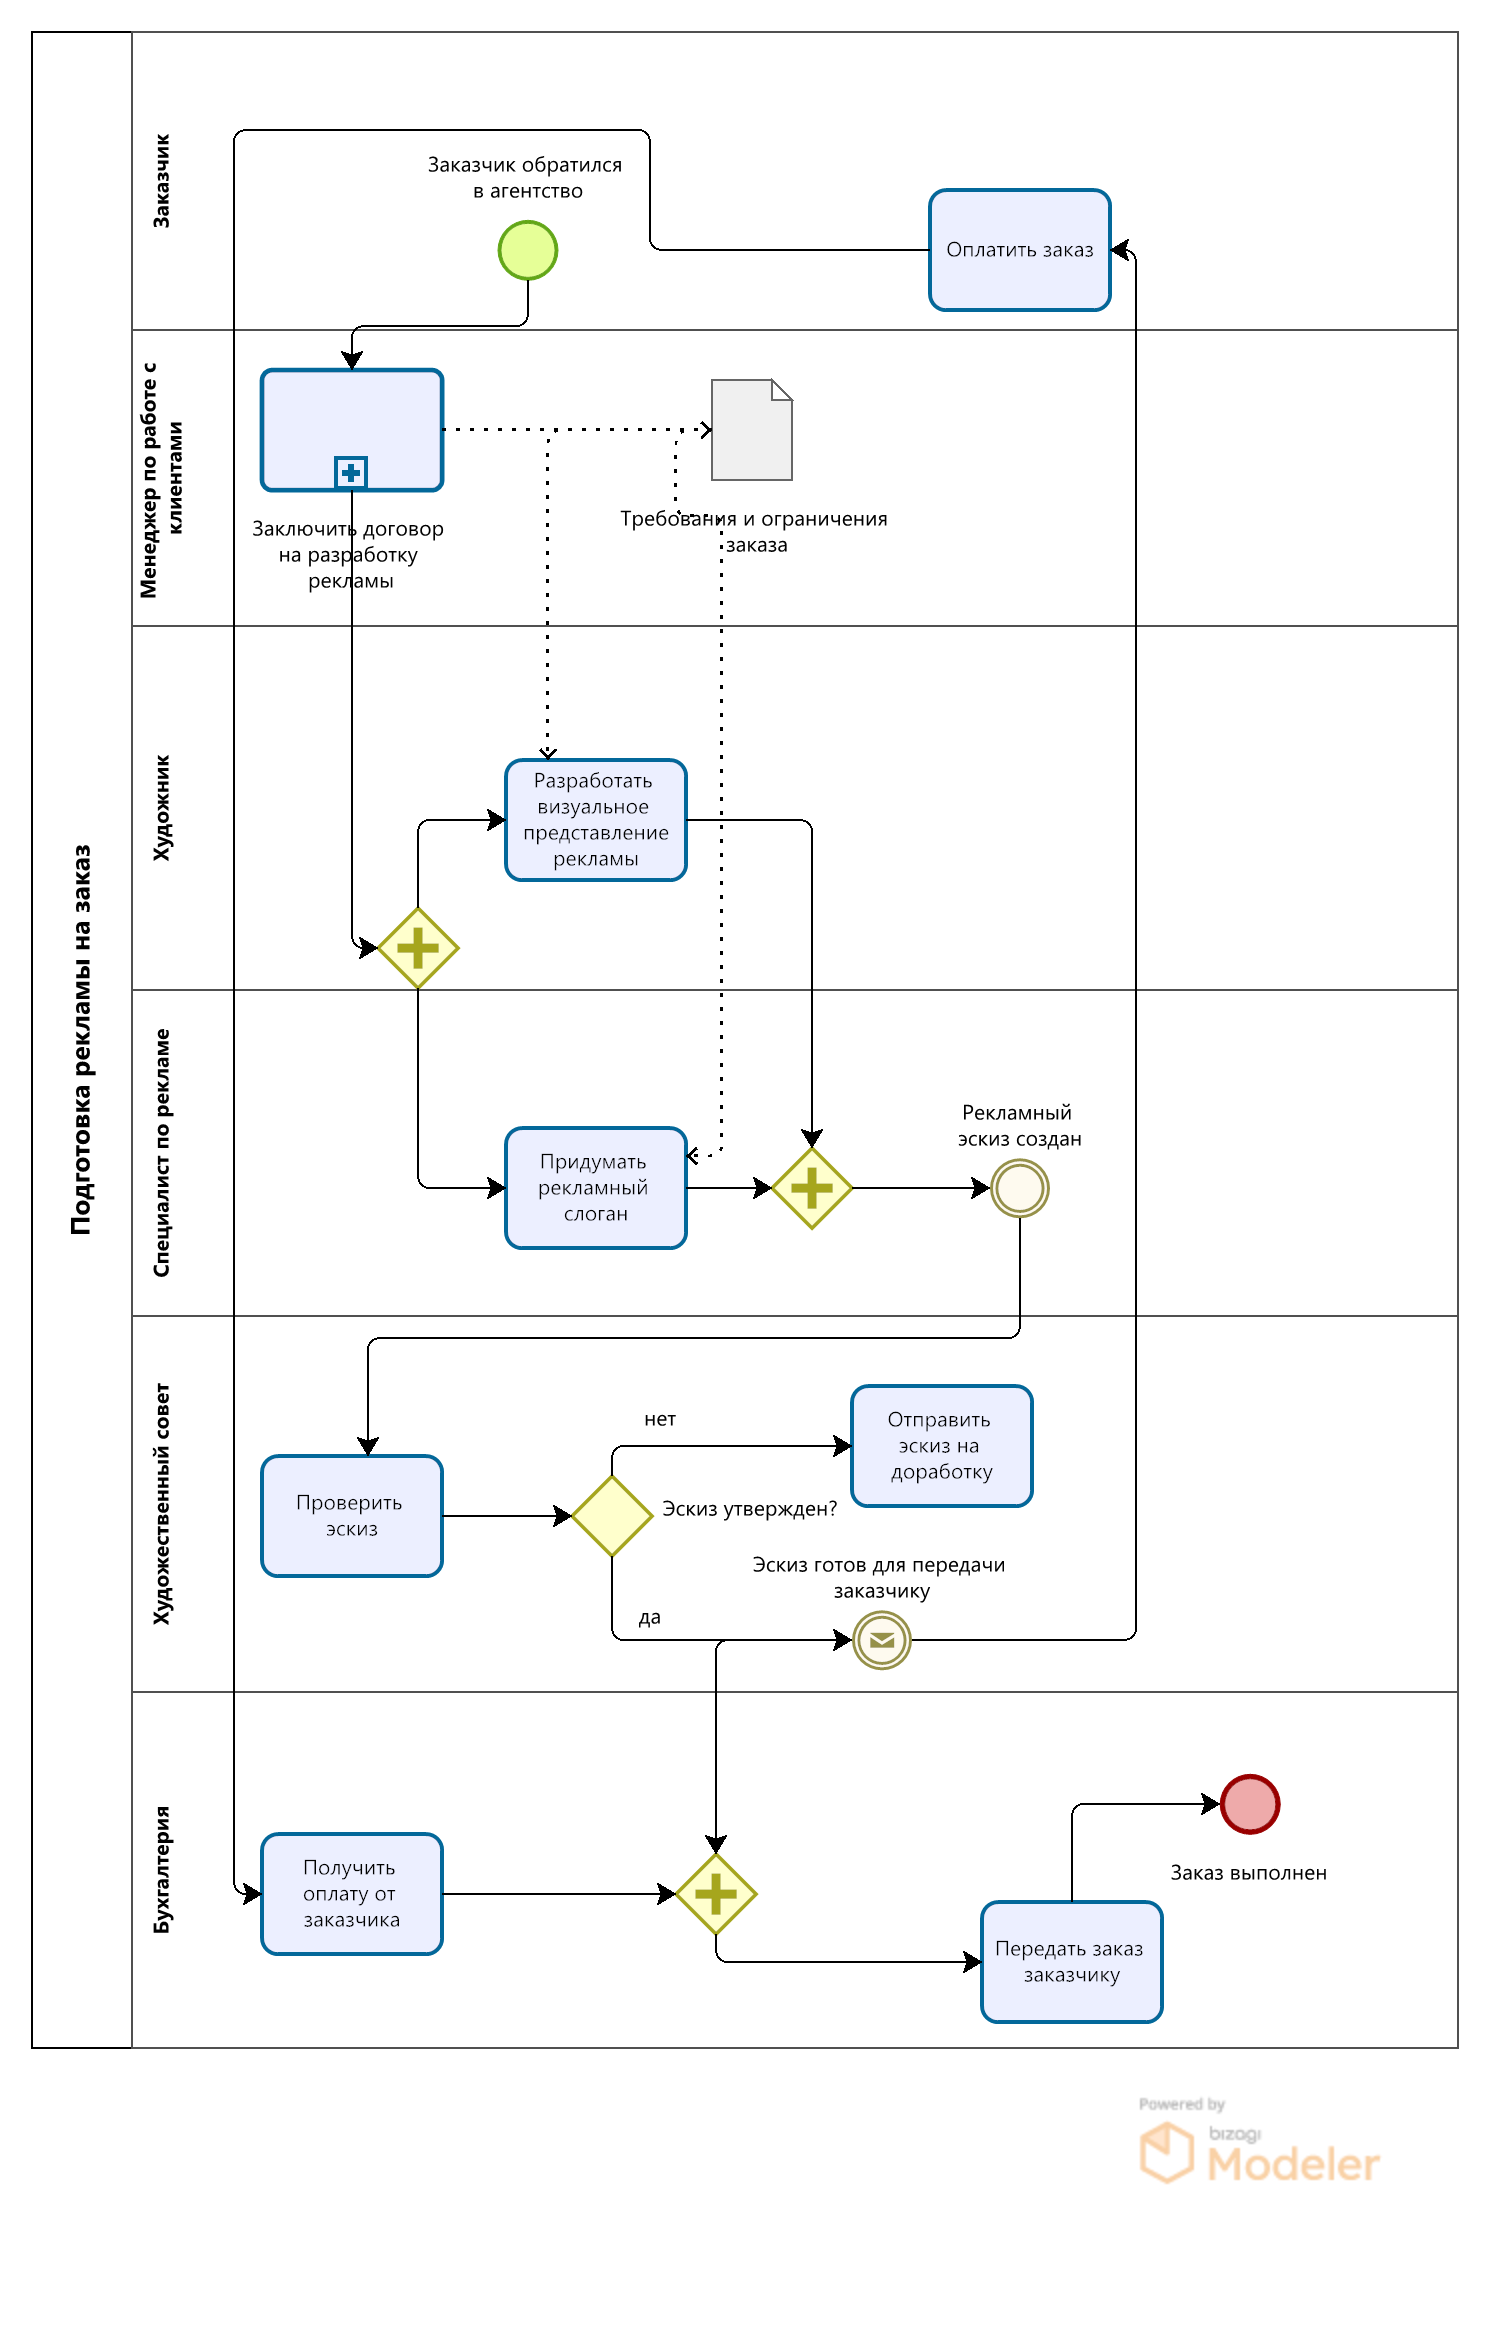 Подготовка рекламы на заказ
Заказчик
Заказчик обратился
в агентство
Оплатить заказ
Менеджер по работе с
клиентами
Заключить договор
на разработку
рекламы
Требования и ограничения
заказа
Художник
Разработать
визуальное
представление
рекламы
Специалист по рекламе
Придумать
рекламный
слоган
Рекламный
эскиз создан
Художественный совет
Проверить
эскиз
нет
Эскиз утвержден?
да
Отправить
эскиз на
доработку
Эскиз готов для передачи
заказчику
Бухгалтерия
Получить
оплату от
заказчика
Передать заказ
заказчику
Заказ выполнен
Powered by
bizagi
Modeler